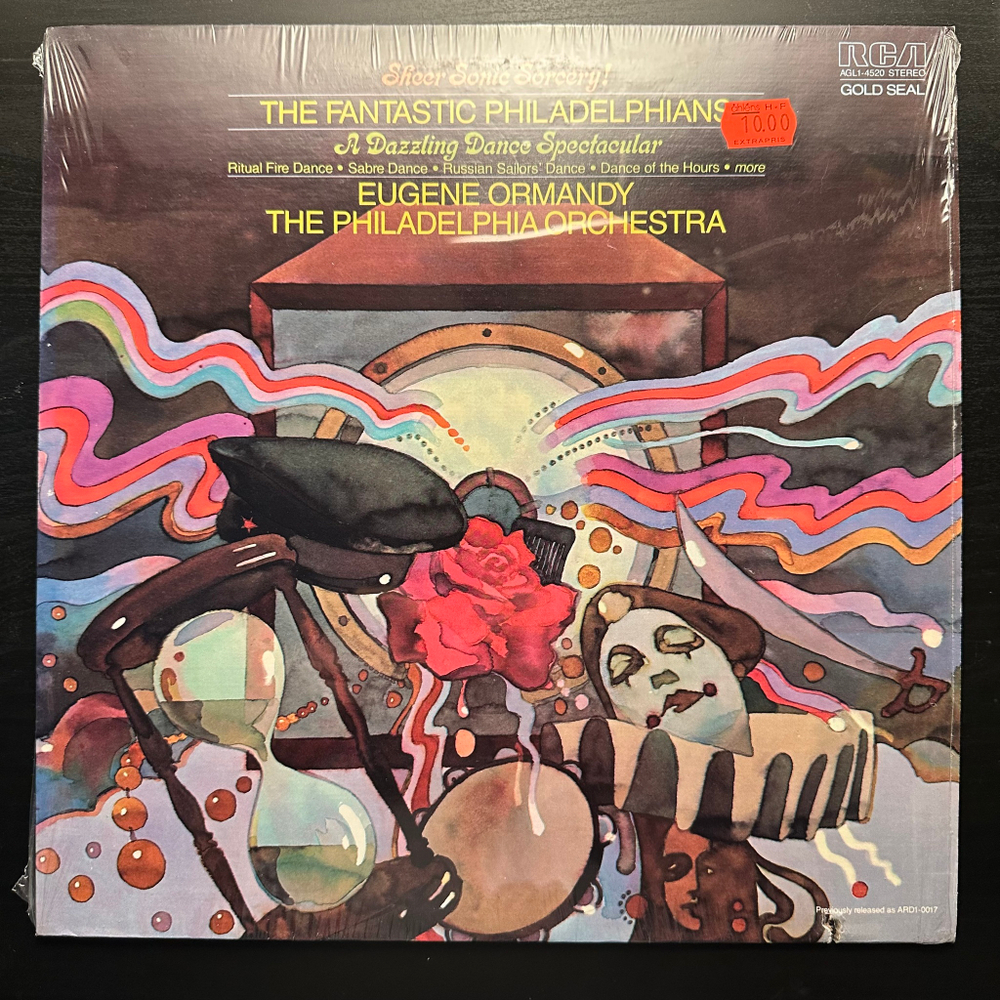 Sheer Sonic Sorcery!
RCA
AGL1-4520 STEREO
GOLD SEAL
THE FANTASTIC PHILADELPHIANS
Åhléns H-F
10.00
EXTRAPRIS
A Dazzling Dance Spectacular
Ritual Fire Dance • Sabre Dance • Russian Sailors' Dance • Dance of the Hours • more
EUGENE ORMANDY
THE PHILADELPHIA ORCHESTRA
Previously released as ARD1-0017